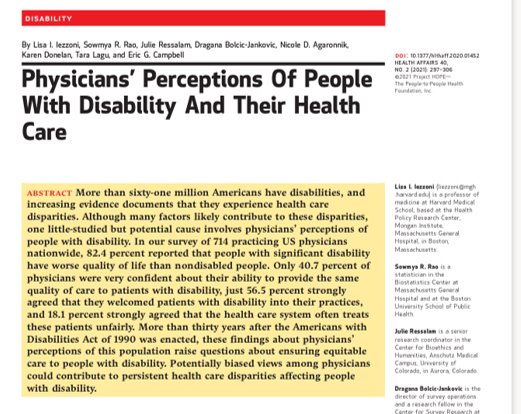 DISABILITY
By Lisa I. Iezzoni, Sowmya R. Rao, Julie Ressalam, Dragana Bolcic-Jankovic, Nicole D. Agaronnik,
Karen Donelan, Tara Lagu, and Eric G. Campbell
Physicians' Perceptions Of People
With Disability And Their Health
Care
ABSTRACT More than sixty-one million Americans have disabilities, and
increasing evidence documents that they experience health care
disparities. Although many factors likely contribute to these disparities,
one little-studied but potential cause involves physicians' perceptions of
people with disability. In our survey of 714 practicing US physicians
nationwide, 82.4 percent reported that people with significant disability
have worse quality of life than nondisabled people. Only 40.7 percent of
physicians were very confident about their ability to provide the same
quality of care to patients with disability, just 56.5 percent strongly
agreed that they welcomed patients with disability into their practices,
and 18.1 percent strongly agreed that the health care system often treats
these patients unfairly. More than thirty years after the Americans with
Disabilities Act of 1990 was enacted, these findings about physicians'
perceptions of this population raise questions about ensuring equitable
care to people with disability. Potentially biased views among physicians
could contribute to persistent health care disparities affecting people
with disability.
DOI: 10.1377/hlthaff.2020.01452
HEALTH AFFAIRS 40,
NO. 2 (2021): 297–306
©2021 Project HOPE—
The People-to-People Health
Foundation, Inc.
Lisa I. Iezzoni (liezzoni@mgh
.harvard.edu) is a professor of
medicine at Harvard Medical
School, based at the Health
Policy Research Center,
Mongan Institute,
Massachusetts General
Hospital, in Boston,
Massachusetts.
Sowmya R. Rao is a
statistician in the
Biostatistics Center at
Massachusetts General
Hospital and at the Boston
University School of Public
Health.
Julie Ressalam is a senior
research coordinator in the
Center for Bioethics and
Humanities, Anschutz Medical
Campus, University of
Colorado, in Aurora, Colorado.
Dragana Bolcic-Jankovic is the
director of survey operations
and a research fellow in the
Center for Survey Research at